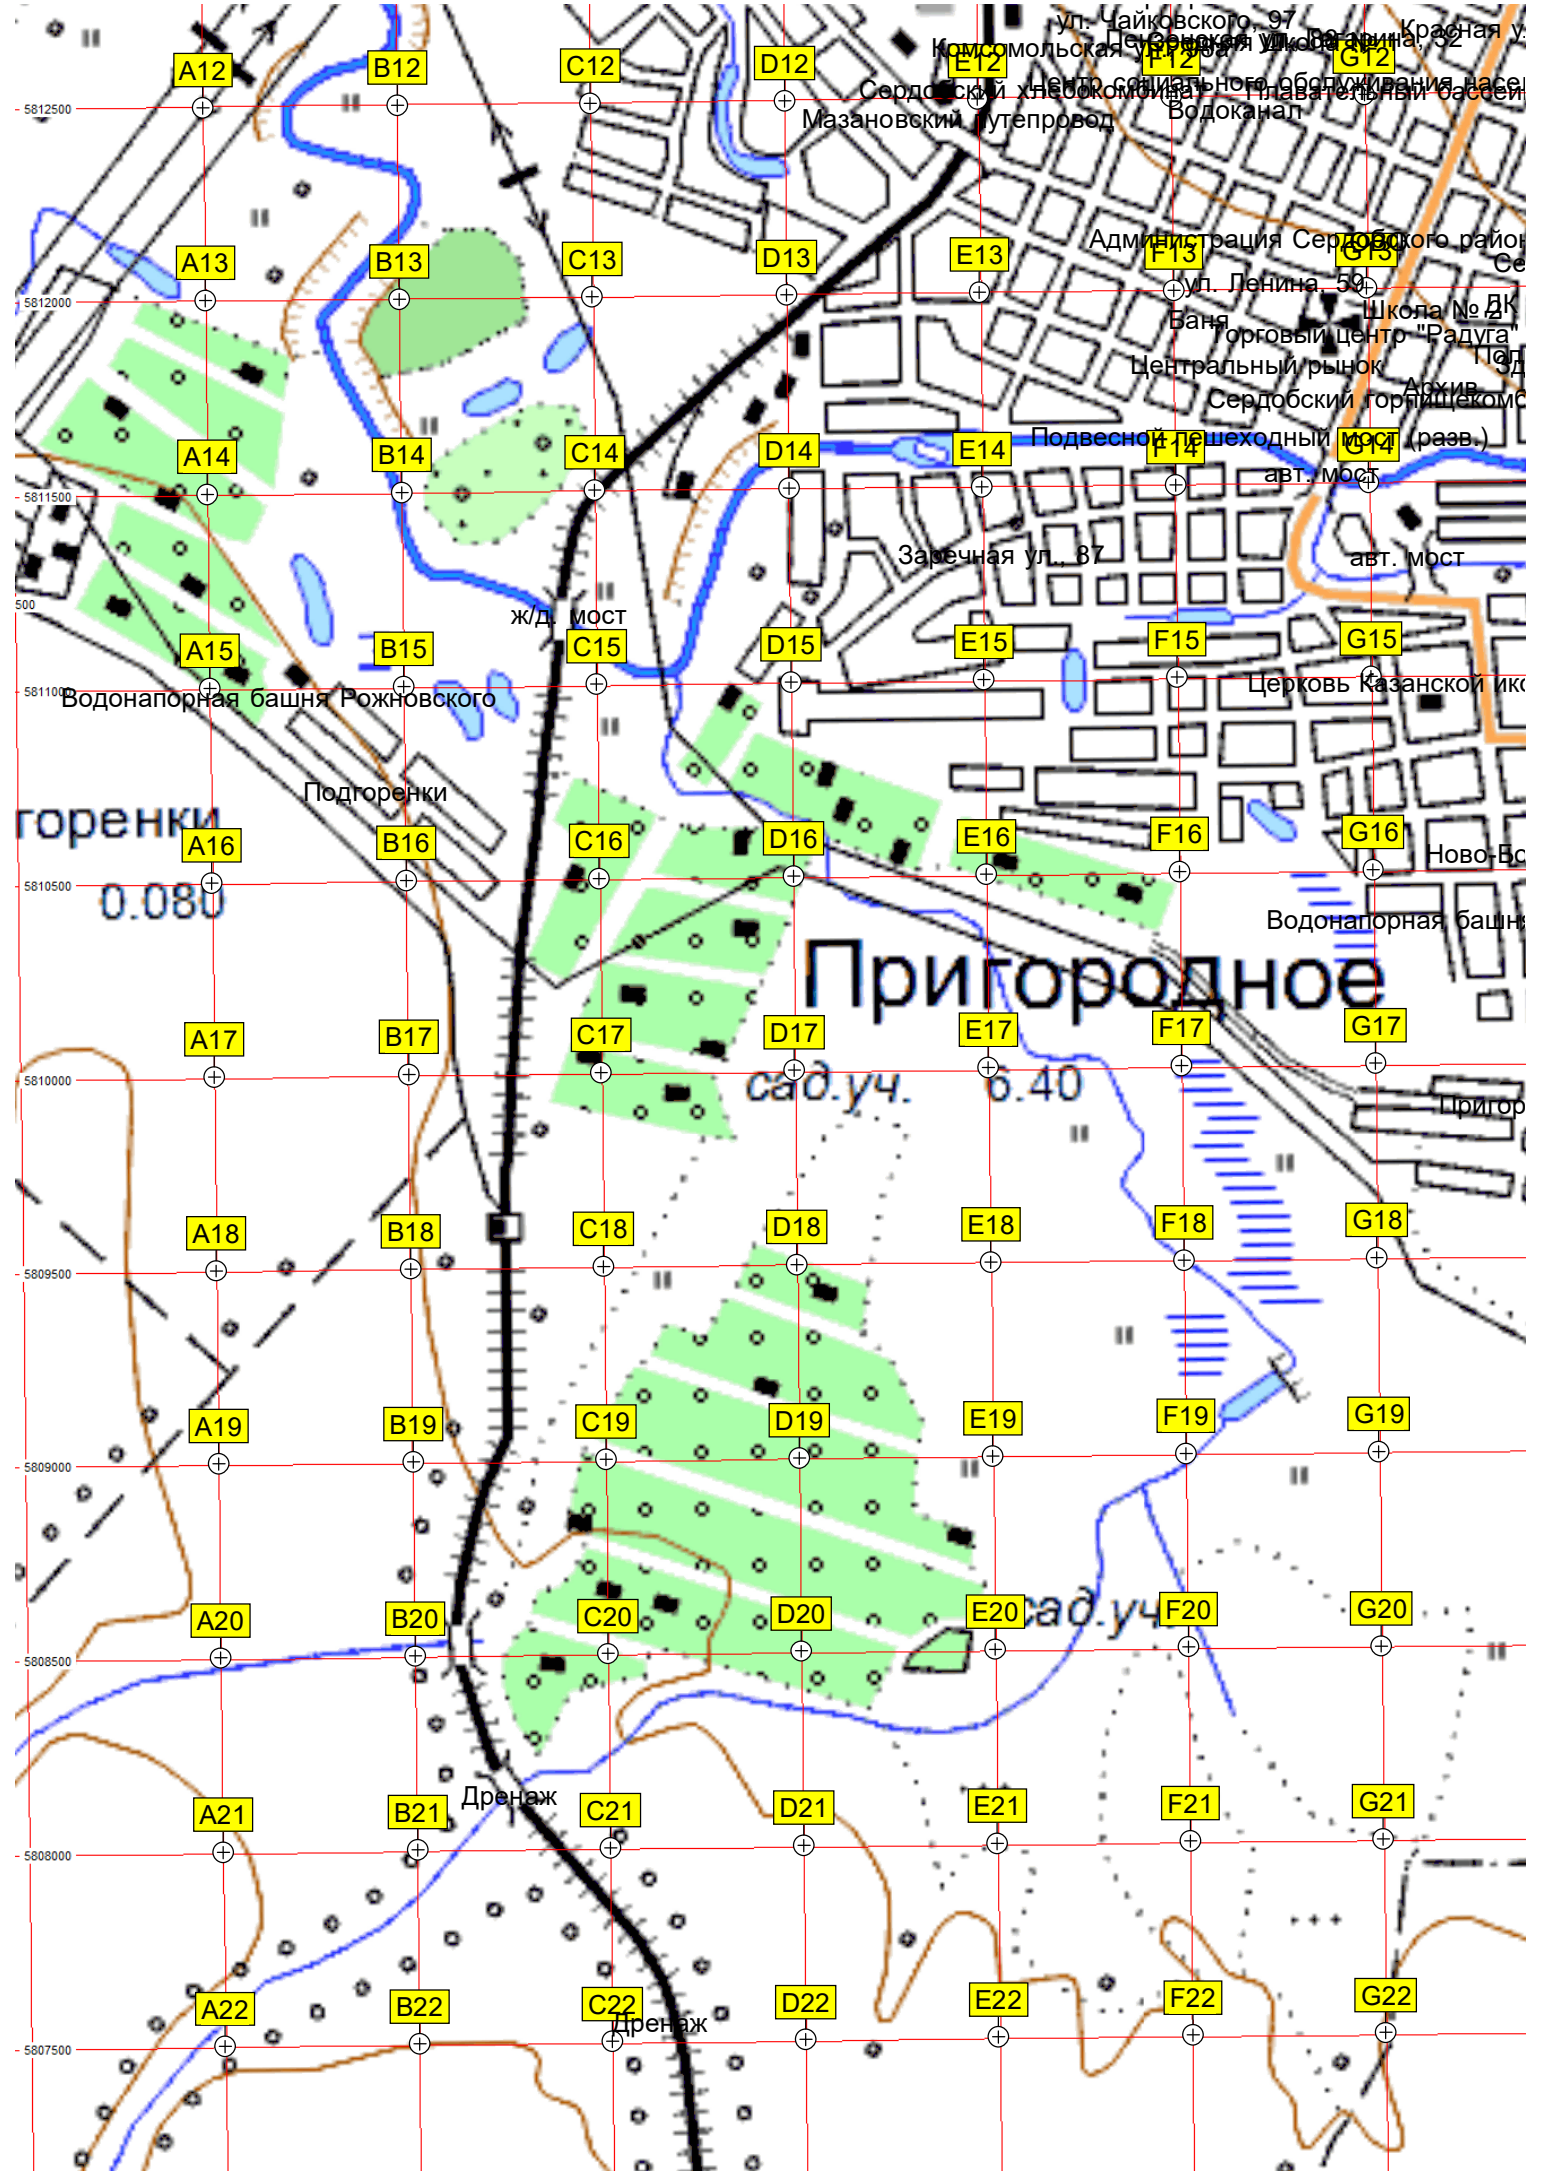 ул. Чайковского, 97
Красная у
Комсомольская
A12 B12 C12 D12 E12 F12 G12
Центр социального обслуживания насе
Сердобский хлебокомбинат
Плавательный бассейн
5812500
Мазановский путепровод
Водоканал
Администрация Сердобского район
A13 B13 C13 D13 E13 F13 G13
Се
ул. Ленина, 59
5812000
Школа № 2
ДК
Баня
Торговый центр "Радуга"
Пол
Центральный рынок
Зд
Архив
Сердобский горпищекомб
Подвесной пешеходный мост (разв.)
A14 B14 C14 D14 E14 F14 G14
авт. мост
5811500
Заречная ул., 87
авт. мост
500
ж/д. мост
A15 B15 C15 D15 E15 F15 G15
5811000
Водонапорная башня Рожновского
Церковь Казанской ико
Подгоренки
горенки
A16 B16 C16 D16 E16 F16 G16
Ново-Бо
5810500
0.080
Водонапорная башня
Пригородное
A17 B17 C17 D17 E17 F17 G17
5810000
сад.уч. 6.40
Пригор
A18 B18 C18 D18 E18 F18 G18
5809500
A19 B19 C19 D19 E19 F19 G19
5809000
A20 B20 C20 D20 E20 F20 G20
сад.уч.
5808500
Дренаж
A21 B21 C21 D21 E21 F21 G21
5808000
A22 B22 C22 D22 E22 F22 G22
Дренаж
5807500